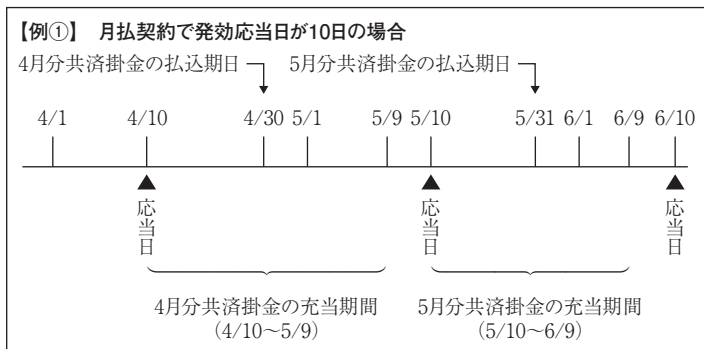 【例①】 月払契約で発効応当日が10日の場合
4月分共済掛金の払込期日 5月分共済掛金の払込期日
4/1 4/10 4/30 5/1 5/9 5/10 5/31 6/1 6/9 6/10
応当日 応当日 応当日
4月分共済掛金の充当期間 5月分共済掛金の充当期間
(4/10〜5/9) (5/10〜6/9)